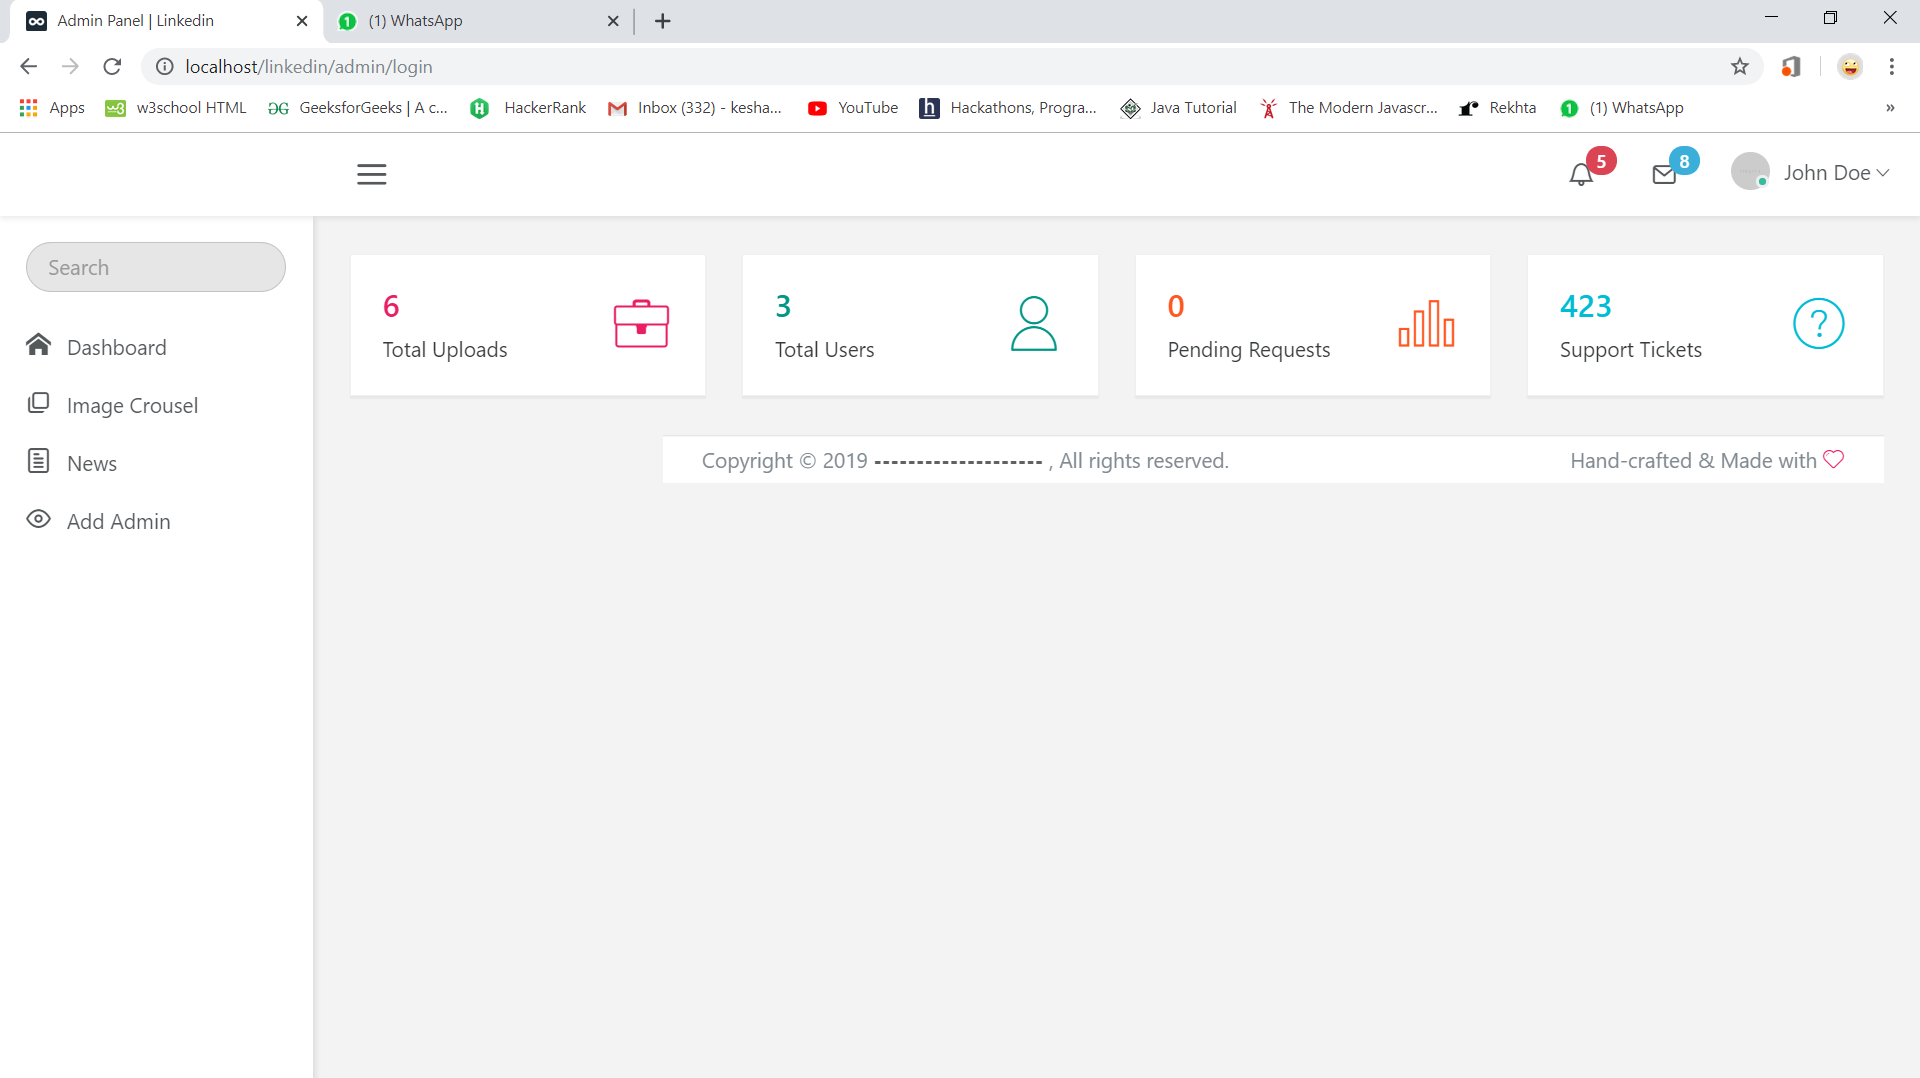 Admin Panel | Linkedin
(1) WhatsApp
localhost/linkedin/admin/login
Apps
w3school HTML
GeeksforGeeks | A c...
HackerRank
Inbox (332) - kesha...
YouTube
Hackathons, Progra...
Java Tutorial
The Modern Javascr...
Rekhta
(1) WhatsApp
»
5
8
John Doe
Search
Dashboard
Image Crousel
News
Add Admin
6
Total Uploads
3
Total Users
0
Pending Requests
423
Support Tickets
Copyright © 2019 -------------------- , All rights reserved.
Hand-crafted & Made with